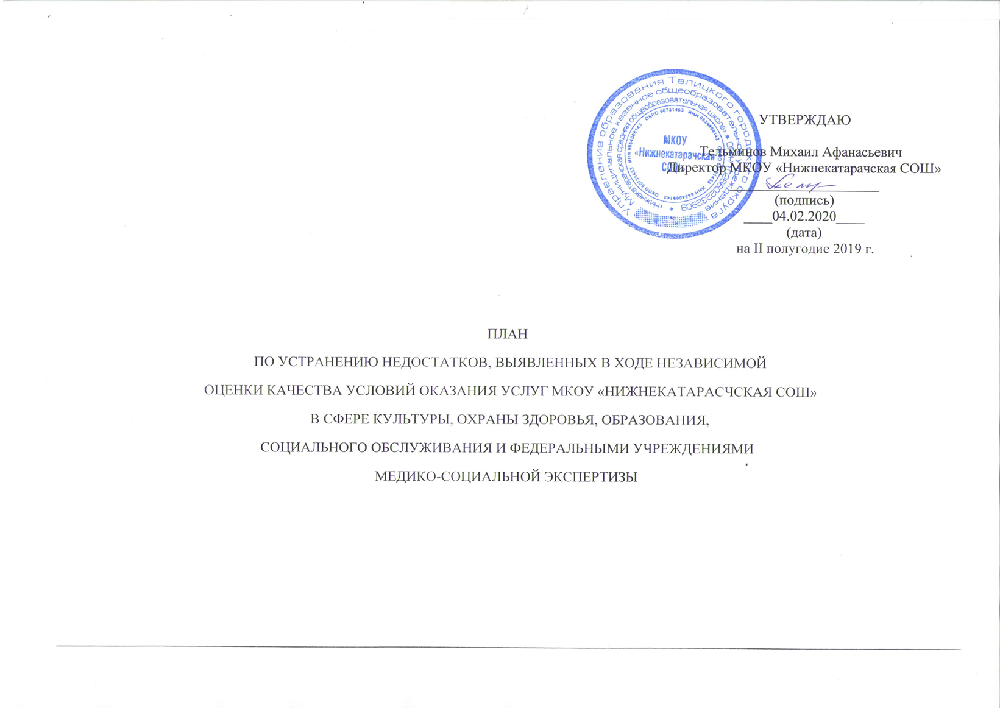 УТВЕРЖДАЮ
Тельминов Михаил Афанасьевич
Директор МКОУ «Нижнекатарачская СОШ»
(подпись)
____04.02.2020____
(дата)
на II полугодие 2019 г.
Управление образования Талицкого городского округа
Муниципальное казенное общеобразовательное учреждение
«Нижнекатарачская средняя общеобразовательная школа» * ОГРН 1026602232909 *
ОКПО 50731453 ИНН 6654008143
МКОУ
«Нижнекатарачская
СОШ»
ПЛАН
ПО УСТРАНЕНИЮ НЕДОСТАТКОВ, ВЫЯВЛЕННЫХ В ХОДЕ НЕЗАВИСИМОЙ
ОЦЕНКИ КАЧЕСТВА УСЛОВИЙ ОКАЗАНИЯ УСЛУГ МКОУ «НИЖНЕКАТАРАСЧСКАЯ СОШ»
В СФЕРЕ КУЛЬТУРЫ, ОХРАНЫ ЗДОРОВЬЯ, ОБРАЗОВАНИЯ,
СОЦИАЛЬНОГО ОБСЛУЖИВАНИЯ И ФЕДЕРАЛЬНЫМИ УЧРЕЖДЕНИЯМИ
МЕДИКО-СОЦИАЛЬНОЙ ЭКСПЕРТИЗЫ